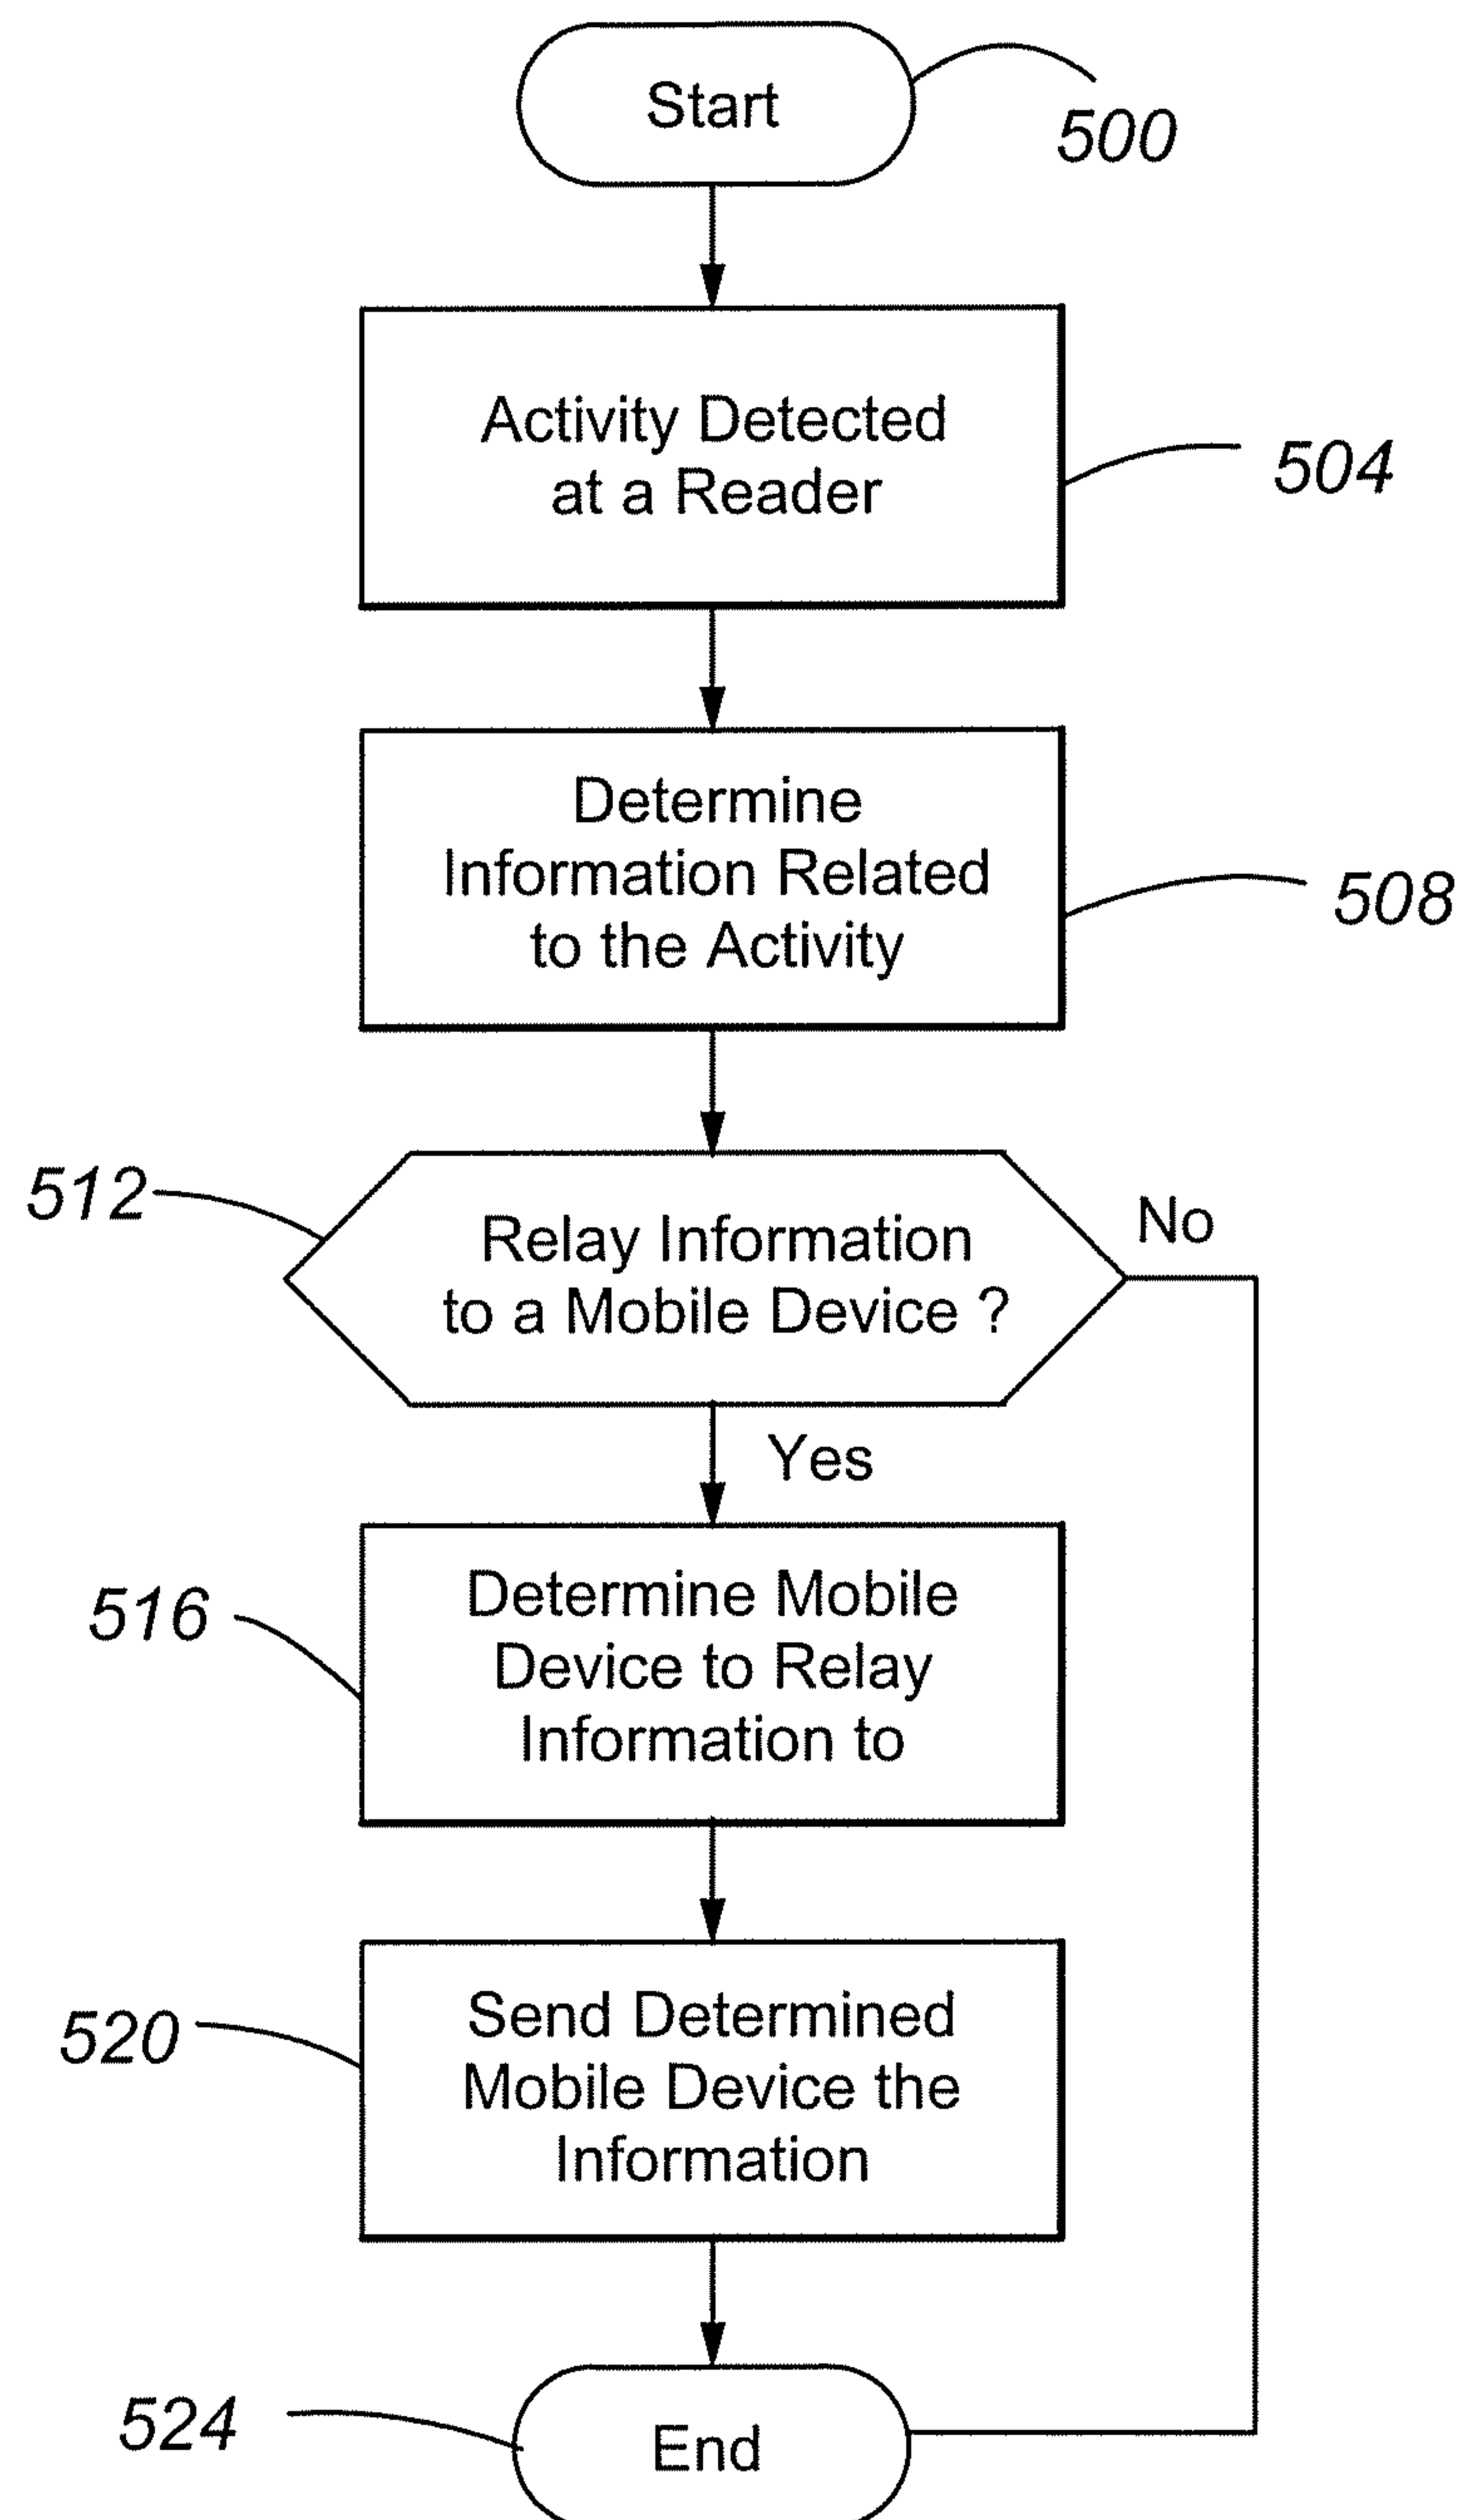 Start
500
Activity Detected
at a Reader
504
Determine
Information Related
to the Activity
508
512
Relay Information
to a Mobile Device ?
No
Yes
516
Determine Mobile
Device to Relay
Information to
520
Send Determined
Mobile Device the
Information
524
End